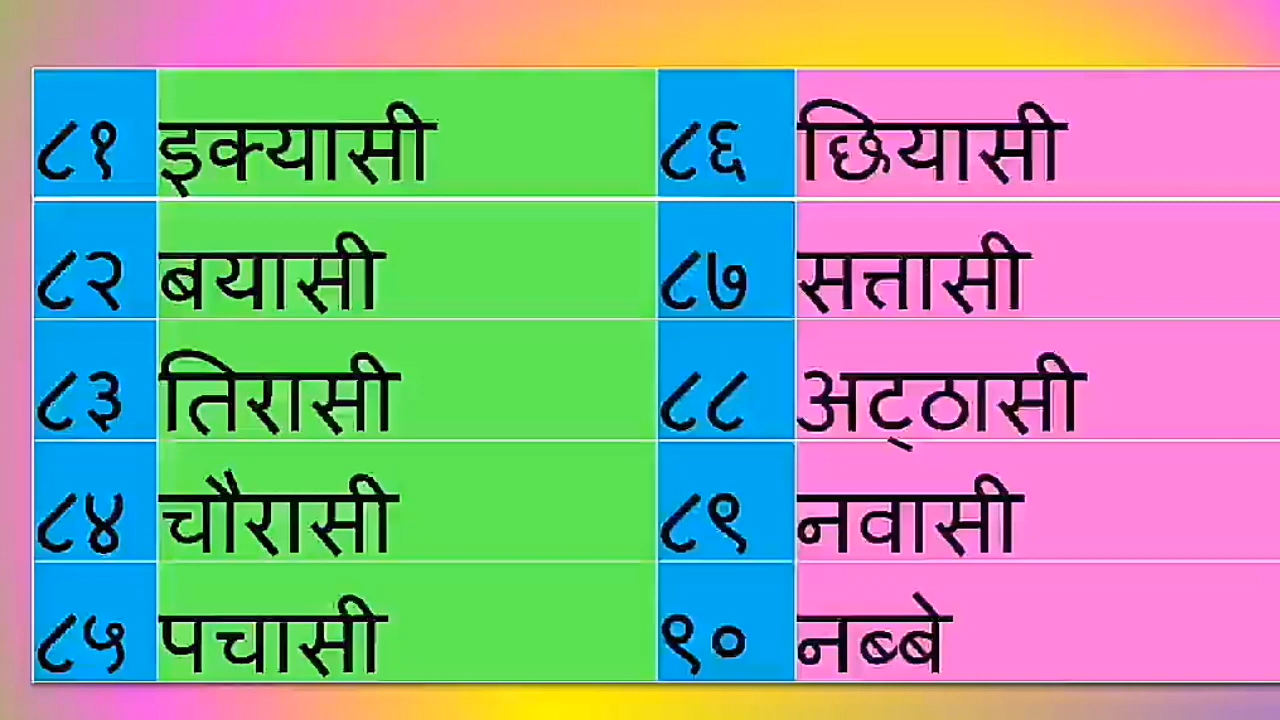 ८१ इक्यासी ८६ छियासी
८२ बयासी ८७ सत्तासी
८३ तिरासी ८८ अट्‌ठासी
८४ चौरासी ८९ नवासी
८५ पचासी ९० नब्बे